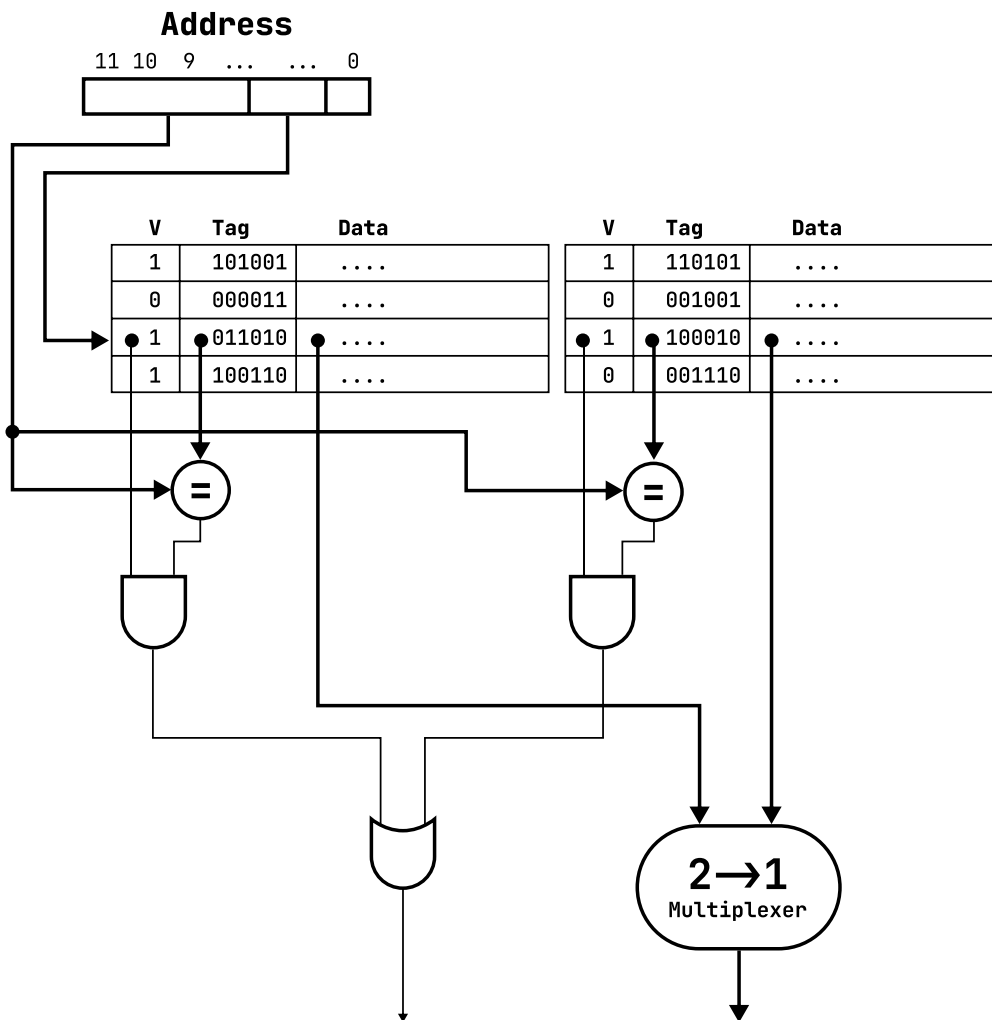 Address
11 10 9 ... ... 0
V Tag Data V Tag Data
1 101001 .... 1 110101 ....
0 000011 .... 0 001001 ....
1 011010 .... 1 100010 ....
1 100110 .... 0 001110 ....
= =
2→1
Multiplexer